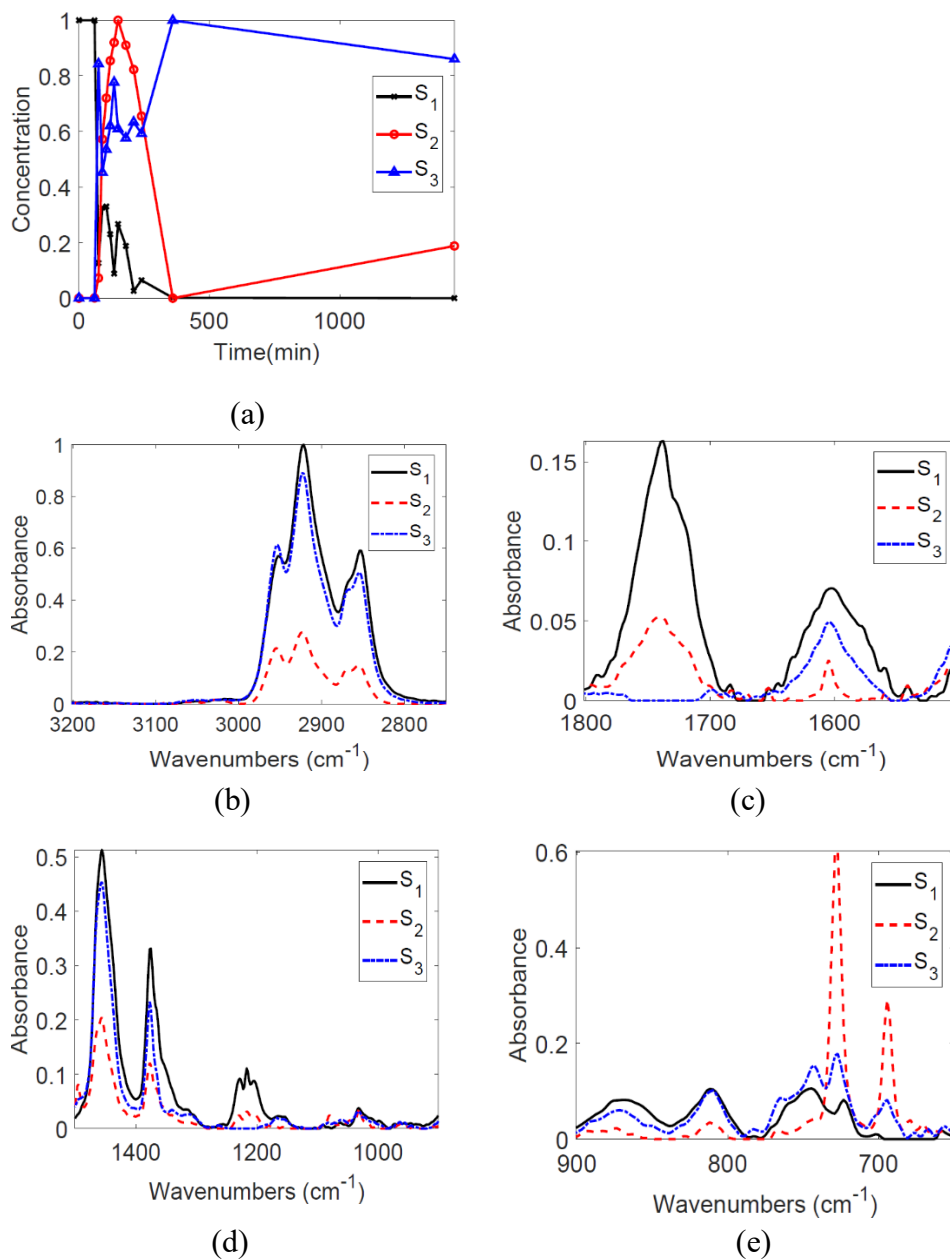 1
0.8
0.6
0.4
0.2
0
Concentration
S1
S2
S3
0 500 1000
Time(min)
(a)
1
0.8
0.6
0.4
0.2
0
Absorbance
S1
S2
S3
3200 3100 3000 2900 2800
Wavenumbers (cm-1)
(b)
0.15
0.1
0.05
0
Absorbance
S1
S2
S3
1800 1700 1600
Wavenumbers (cm-1)
(c)
0.5
0.4
0.3
0.2
0.1
0
Absorbance
S1
S2
S3
1400 1200 1000
Wavenumbers (cm-1)
(d)
0.6
0.4
0.2
0
Absorbance
S1
S2
S3
900 800 700
Wavenumbers (cm-1)
(e)